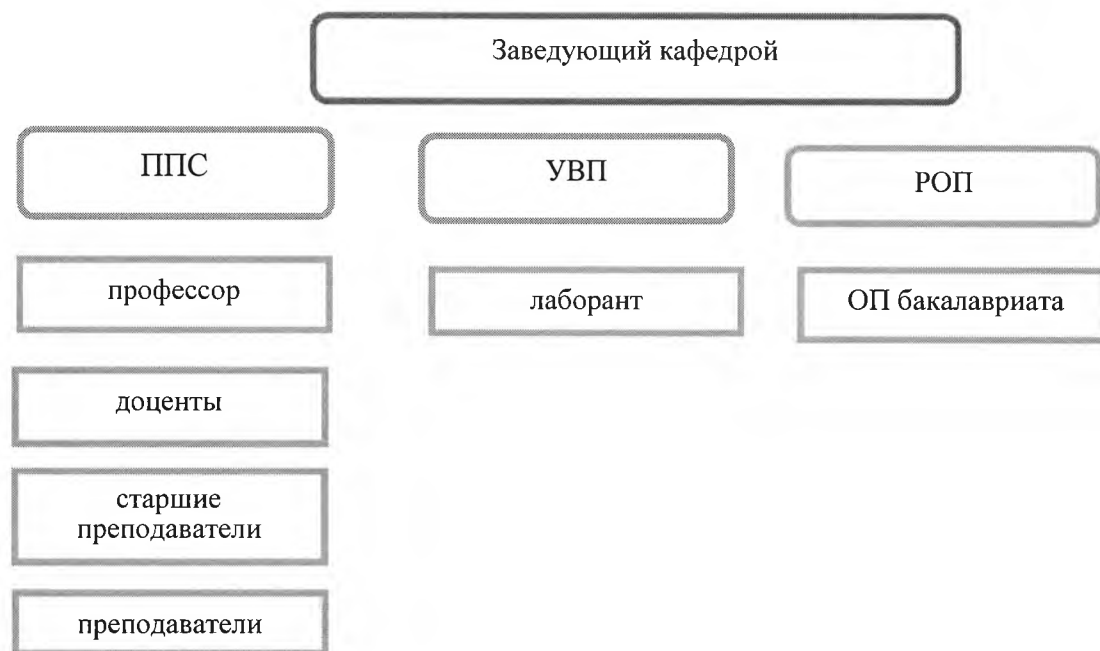 Заведующий кафедрой
ППС
УВП
РОП
профессор
лаборант
ОП бакалавриата
доценты
старшие
преподаватели
преподаватели